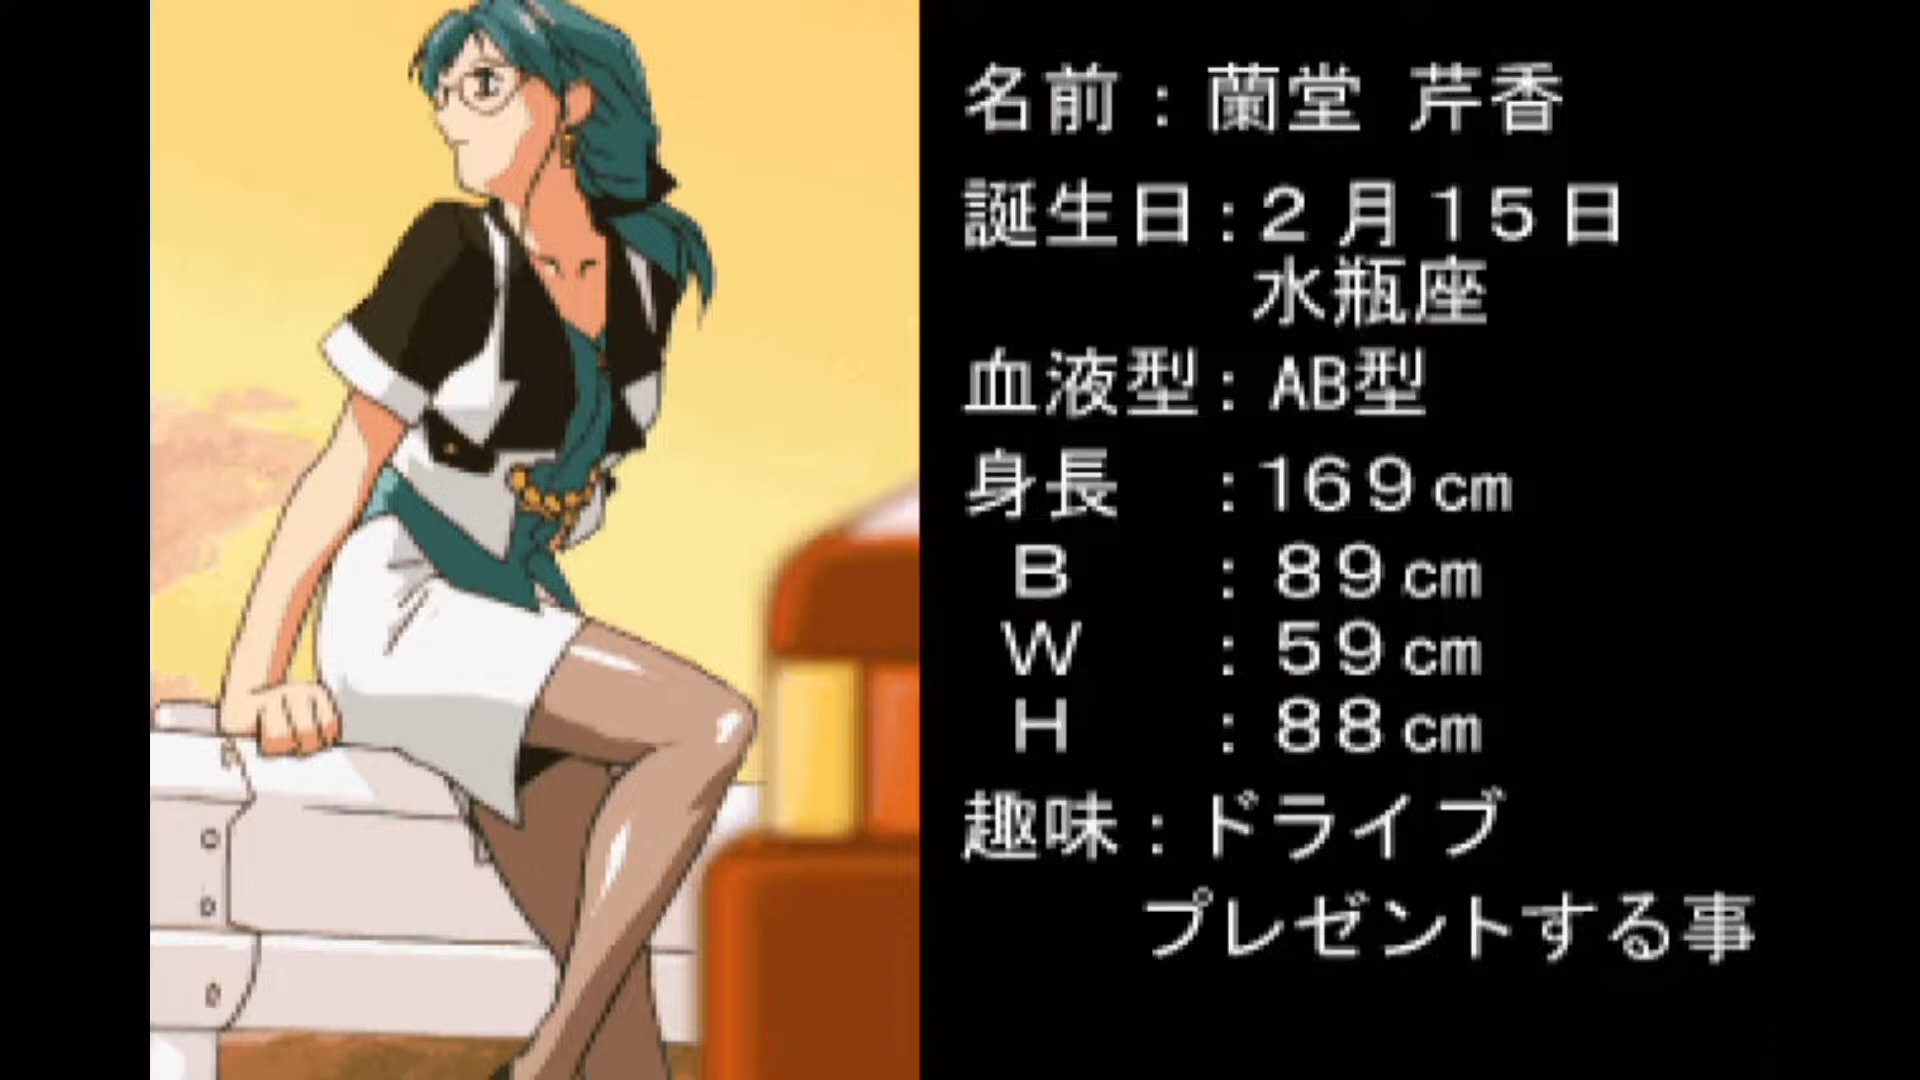 名前：蘭堂 芹香
誕生日：２月１５日
水瓶座
血液型：AB型
身長　：１６９cm
Ｂ　：８９cm
Ｗ　：５９cm
Ｈ　：８８cm
趣味：ドライブ
プレゼントする事